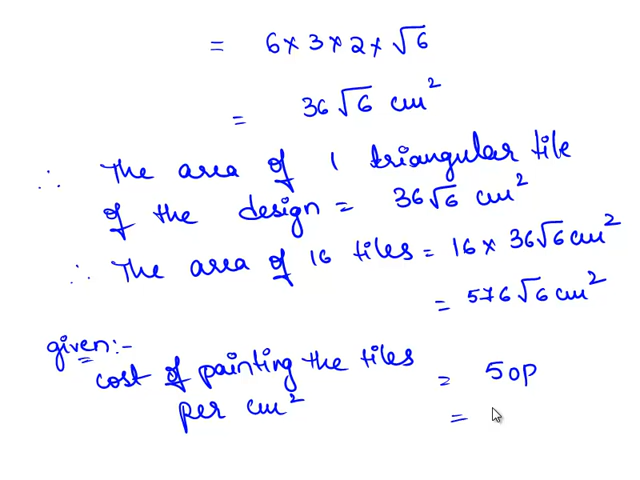 = 6 × 3 × 2 × √6
= 36√6 cm²
∴ The area of 1 triangular tile
of the design = 36√6 cm²
∴ The area of 16 tiles = 16 × 36√6 cm²
= 576√6 cm²
given:-
cost of painting the tiles
per cm² = 50p
=